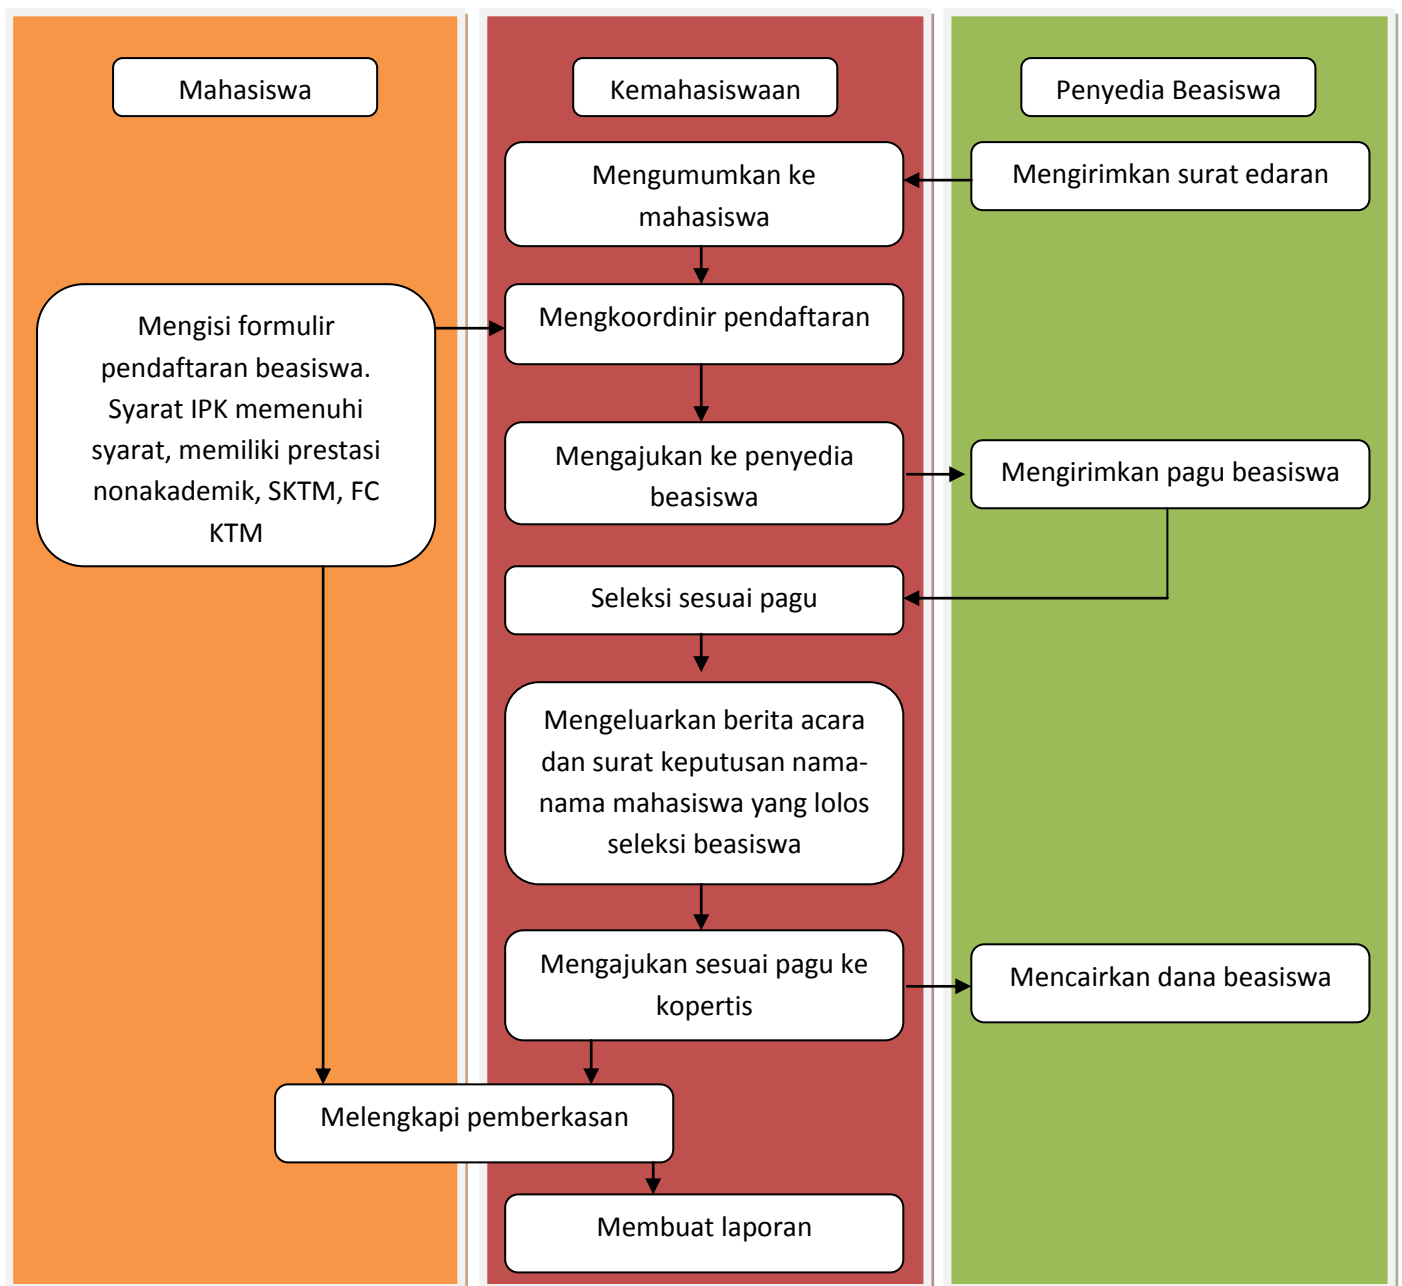 Mahasiswa
Kemahasiswaan
Penyedia Beasiswa
Mengumumkan ke
mahasiswa
Mengirimkan surat edaran
Mengisi formulir
pendaftaran beasiswa.
Syarat IPK memenuhi
syarat, memiliki prestasi
nonakademik, SKTM, FC
KTM
Mengkoordinir pendaftaran
Mengajukan ke penyedia
beasiswa
Mengirimkan pagu beasiswa
Seleksi sesuai pagu
Mengeluarkan berita acara
dan surat keputusan nama-
nama mahasiswa yang lolos
seleksi beasiswa
Mengajukan sesuai pagu ke
kopertis
Mencairkan dana beasiswa
Melengkapi pemberkasan
Membuat laporan